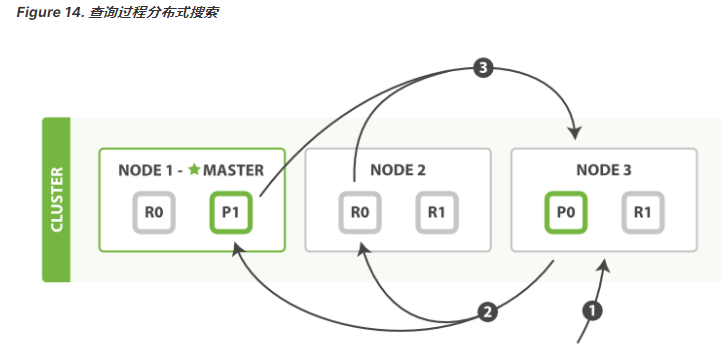 Figure 14. 查询过程分布式搜索
3
CLUSTER
NODE 1 - ★ MASTER
R0
P1
NODE 2
R0
R1
NODE 3
P0
R1
2
1